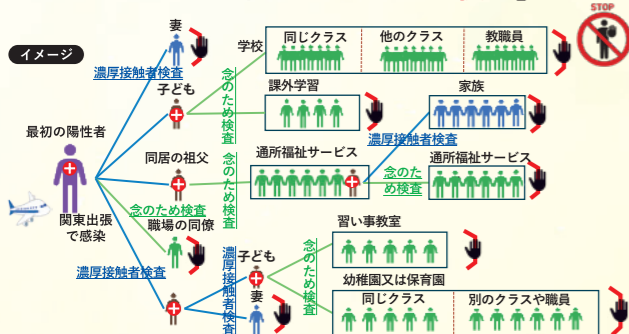 STOP
イメージ
妻
濃厚接触者検査
子ども
学校
同じクラス
他のクラス
教職員
念のため検査
課外学習
家族
濃厚接触者検査
最初の陽性者
関東出張
で感染
同居の祖父
念のため検査
通所福祉サービス
念のた
め検査
通所福祉サービス
念のため検査
職場の同僚
濃厚接触者検査
濃厚接触者検査
子ども
妻
念のため検査
習い事教室
幼稚園又は保育園
同じクラス
別のクラスや職員